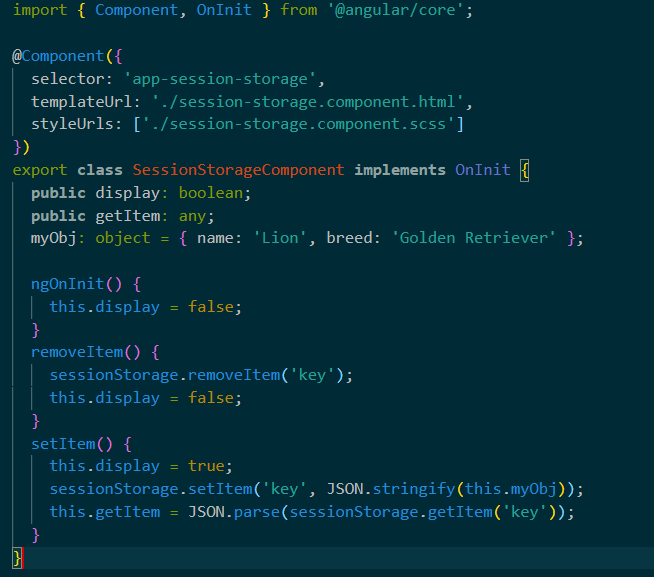 import { Component, OnInit } from '@angular/core';

@Component({
  selector: 'app-session-storage',
  templateUrl: './session-storage.component.html',
  styleUrls: ['./session-storage.component.scss']
})
export class SessionStorageComponent implements OnInit {
  public display: boolean;
  public getItem: any;
  myObj: object = { name: 'Lion', breed: 'Golden Retriever' };

  ngOnInit() {
    this.display = false;
  }
  removeItem() {
    sessionStorage.removeItem('key');
    this.display = false;
  }
  setItem() {
    this.display = true;
    sessionStorage.setItem('key', JSON.stringify(this.myObj));
    this.getItem = JSON.parse(sessionStorage.getItem('key'));
  }
}